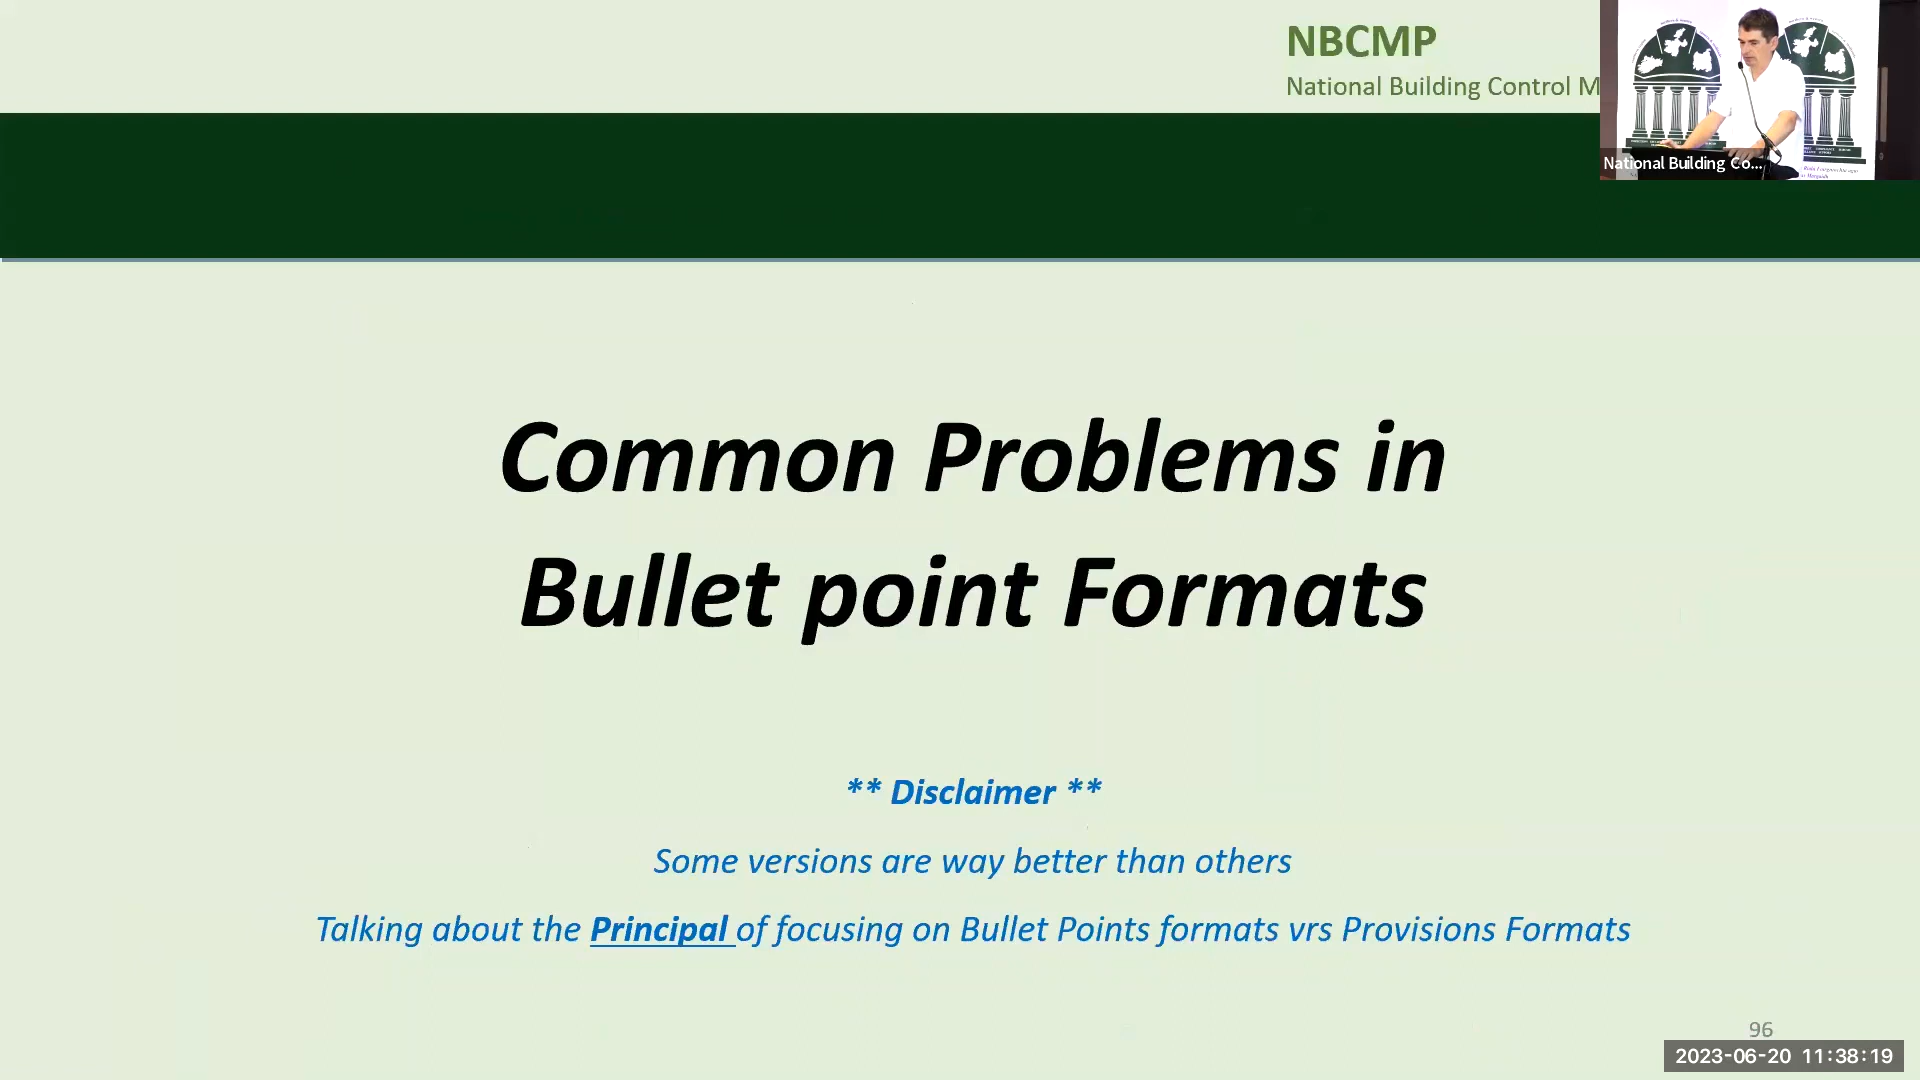 NBCMP
National Building Control M
National Building Co...
Common Problems in
Bullet point Formats
** Disclaimer **
Some versions are way better than others
Talking about the Principal of focusing on Bullet Points formats vrs Provisions Formats
96
2023-06-20 11:38:19